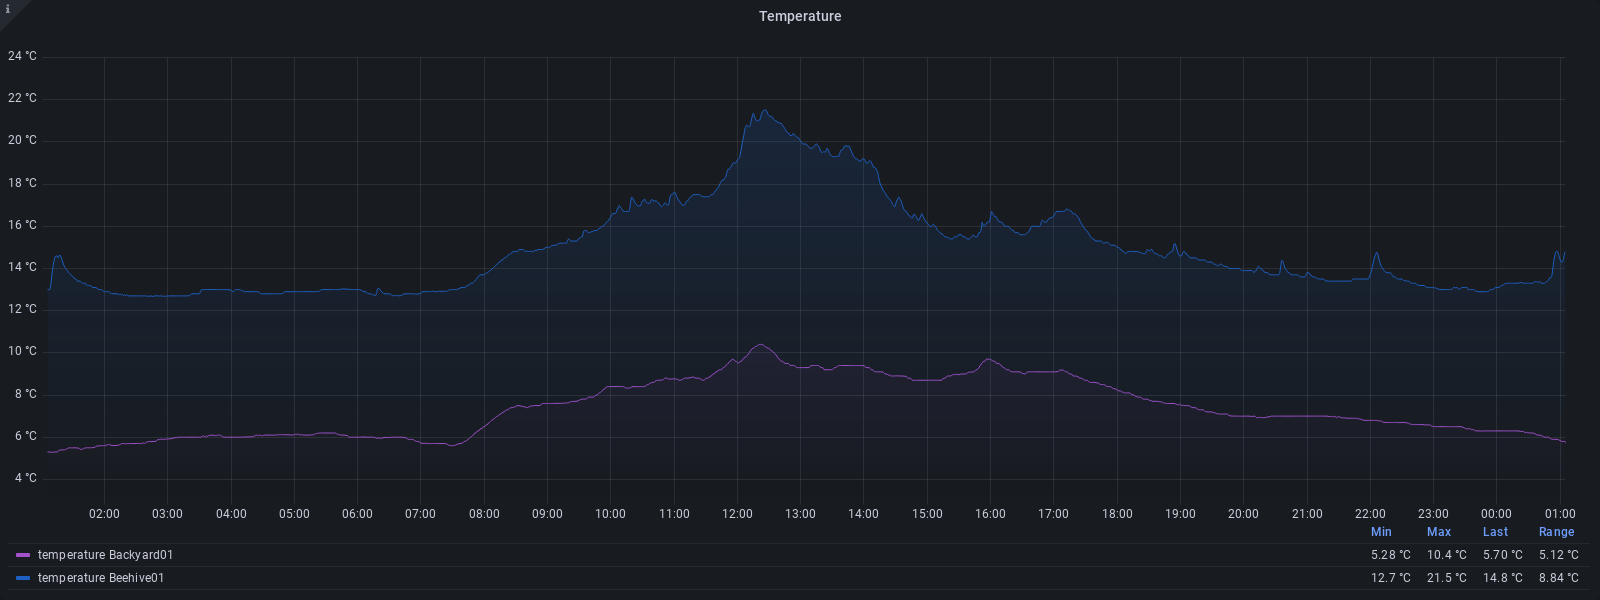 i
Temperature
24 °C
22 °C
20 °C
18 °C
16 °C
14 °C
12 °C
10 °C
8 °C
6 °C
4 °C
02:00 03:00 04:00 05:00 06:00 07:00 08:00 09:00 10:00 11:00 12:00 13:00 14:00 15:00 16:00 17:00 18:00 19:00 20:00 21:00 22:00 23:00 00:00 01:00
Min Max Last Range
temperature Backyard01 5.28 °C 10.4 °C 5.70 °C 5.12 °C
temperature Beehive01 12.7 °C 21.5 °C 14.8 °C 8.84 °C